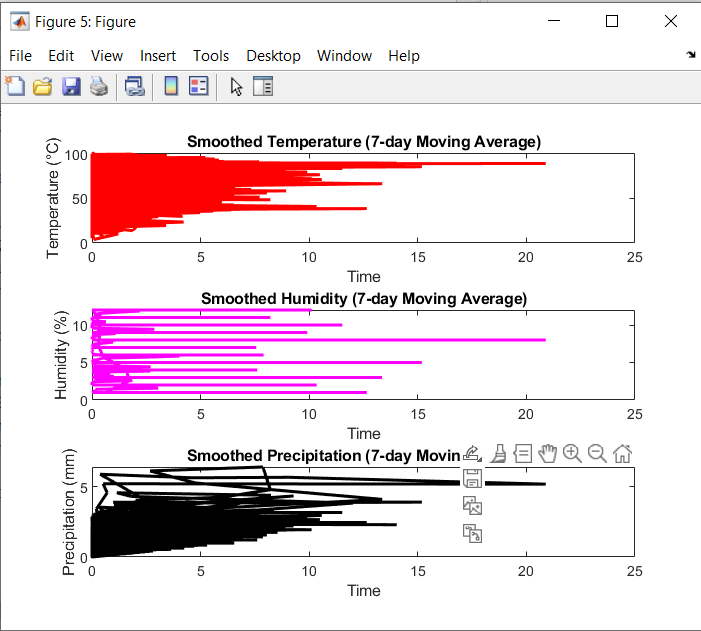 Figure 5: Figure
File Edit View Insert Tools Desktop Window Help
Smoothed Temperature (7-day Moving Average)
Temperature (°C)
100
50
0
0 5 10 15 20 25
Time
Smoothed Humidity (7-day Moving Average)
Humidity (%)
10
5
0
0 5 10 15 20 25
Time
Smoothed Precipitation (7-day Movin
Precipitation (mm)
5
0
0 5 10 15 20 25
Time